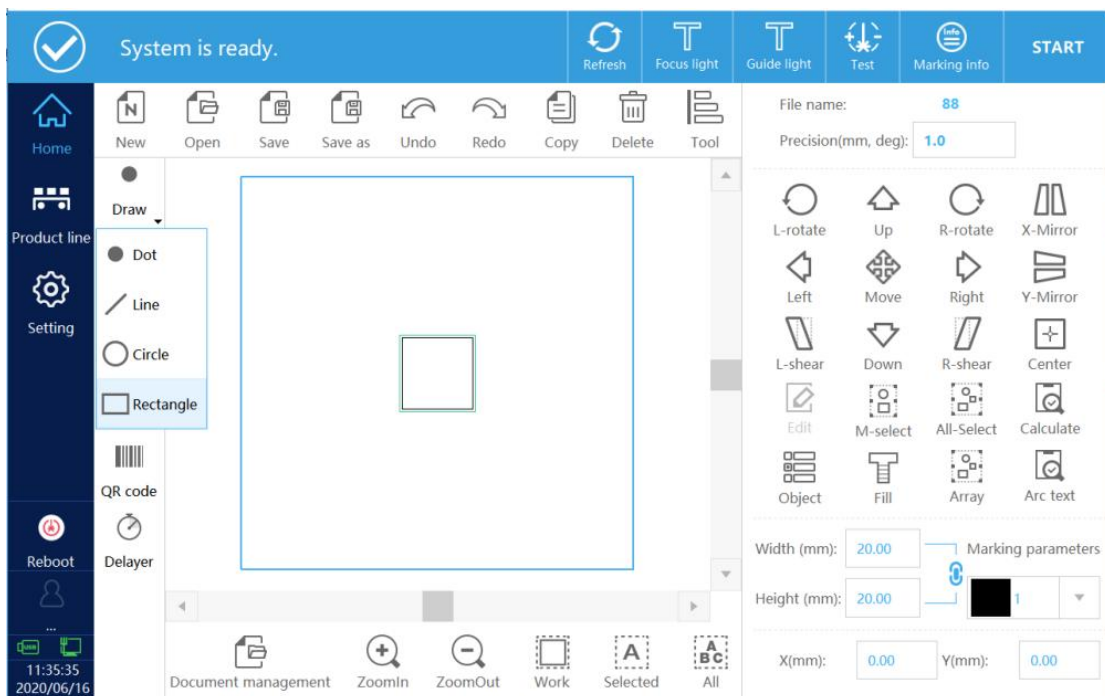 System is ready.
Refresh
Focus light
Guide light
Test
Info
Marking info
START
Home
Product line
Setting
Reboot
...
USB
11:35:35
2020/06/16
N
New
Open
Save
Save as
Undo
Redo
Copy
Delete
Tool
Draw
Dot
Line
Circle
Rectangle
QR code
Delayer
File name: 88
Precision(mm, deg): 1.0
L-rotate Up R-rotate X-Mirror
Left Move Right Y-Mirror
L-shear Down R-shear Center
Edit M-select All-Select Calculate
Object Fill Array Arc text
Width (mm): 20.00 Marking parameters
Height (mm): 20.00 1
X(mm): 0.00 Y(mm): 0.00
A
A
B C
Document management ZoomIn ZoomOut Work Selected All